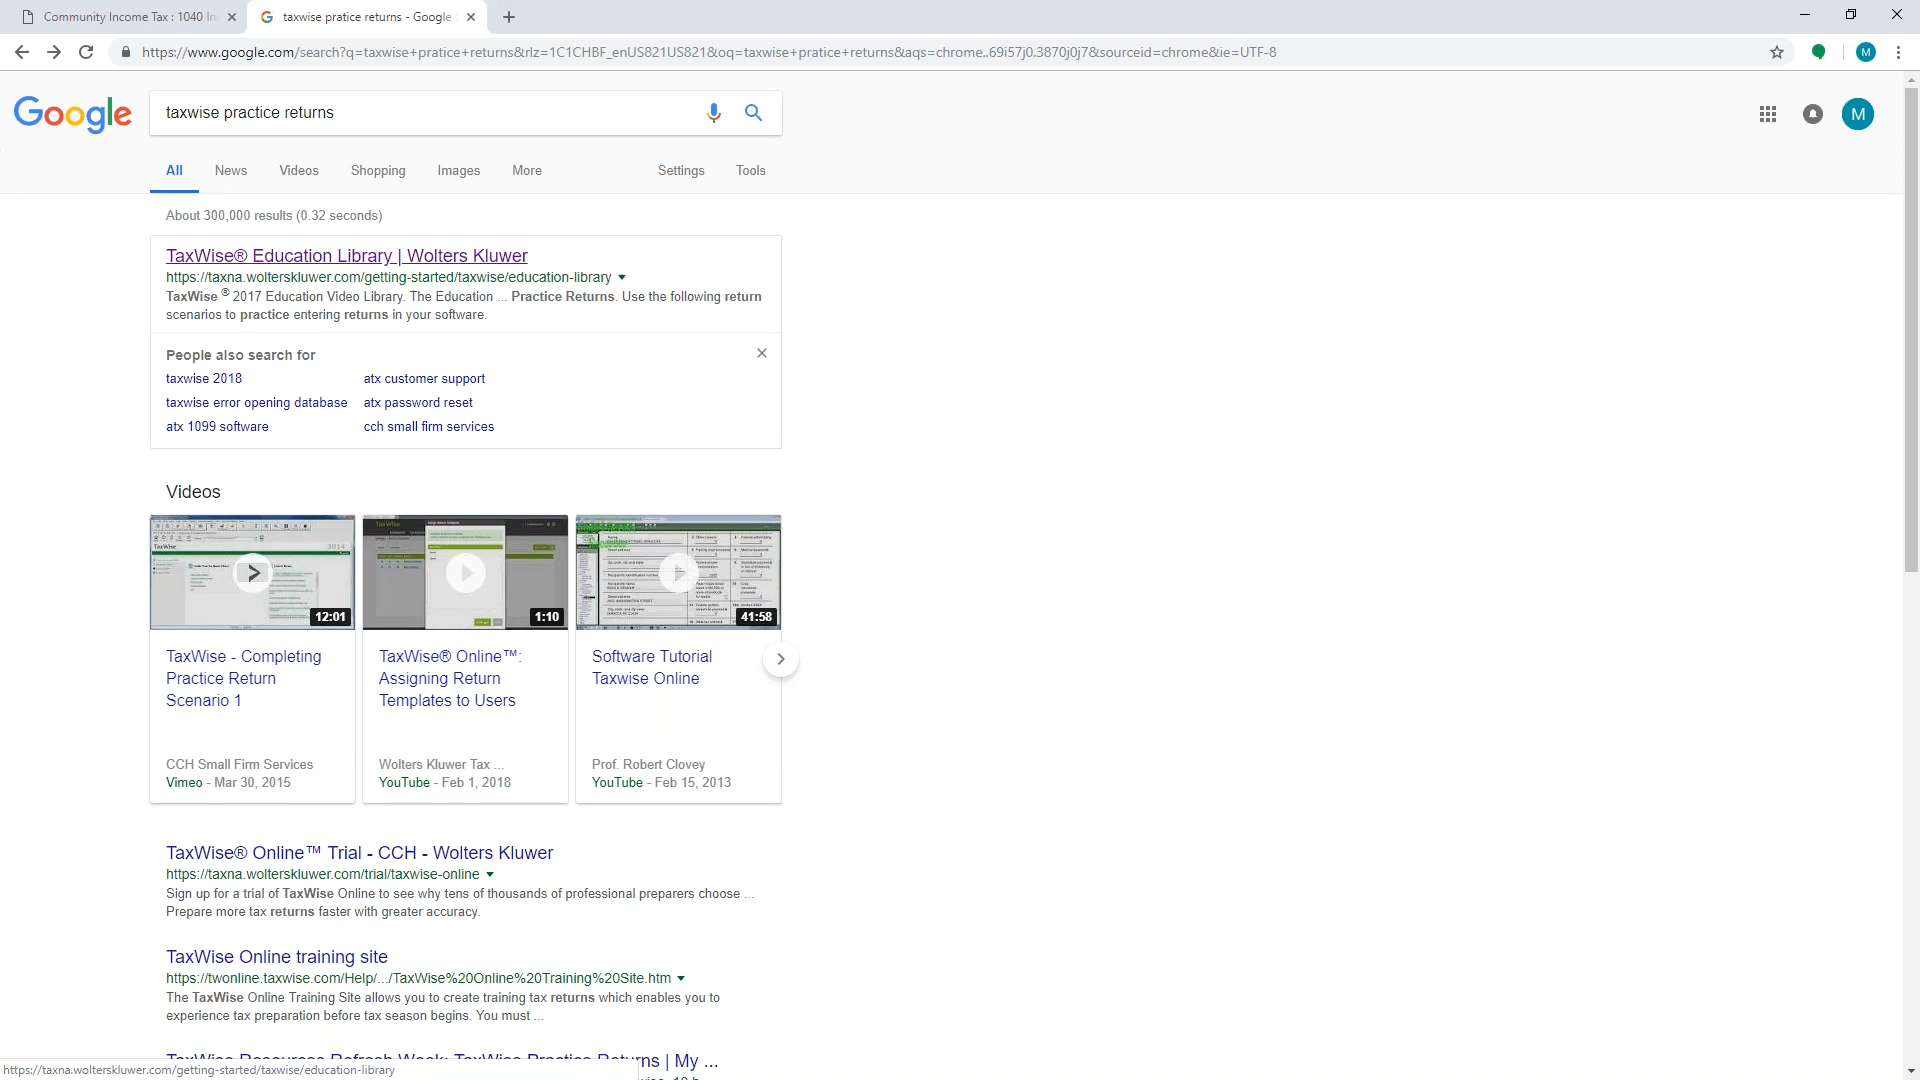 Community Income Tax : 1040 In
taxwise pratice returns - Google
https://www.google.com/search?q=taxwise+pratice+returns&rlz=1C1CHBF_enUS821US821&oq=taxwise+pratice+returns&aqs=chrome..69i57j0.3870j0j7&sourceid=chrome&ie=UTF-8
M
Google
taxwise practice returns
M
All News Videos Shopping Images More Settings Tools
About 300,000 results (0.32 seconds)
TaxWise® Education Library | Wolters Kluwer
https://taxna.wolterskluwer.com/getting-started/taxwise/education-library
TaxWise ® 2017 Education Video Library. The Education ... Practice Returns. Use the following return
scenarios to practice entering returns in your software.
People also search for
taxwise 2018 atx customer support
taxwise error opening database atx password reset
atx 1099 software cch small firm services
Videos
TaxWise
2014
12:01
TaxWise
1:10
41:58
TaxWise - Completing
Practice Return
Scenario 1
CCH Small Firm Services
Vimeo - Mar 30, 2015
TaxWise® Online™:
Assigning Return
Templates to Users
Wolters Kluwer Tax ...
YouTube - Feb 1, 2018
Software Tutorial
Taxwise Online
Prof. Robert Clovey
YouTube - Feb 15, 2013
TaxWise® Online™ Trial - CCH - Wolters Kluwer
https://taxna.wolterskluwer.com/trial/taxwise-online
Sign up for a trial of TaxWise Online to see why tens of thousands of professional preparers choose ...
Prepare more tax returns faster with greater accuracy.
TaxWise Online training site
https://twonline.taxwise.com/Help/.../TaxWise%20Online%20Training%20Site.htm
The TaxWise Online Training Site allows you to create training tax returns which enables you to
experience tax preparation before tax season begins. You must ...
TaxWise Resources Refresh Week: TaxWise Practice Returns | My ...
https://taxna.wolterskluwer.com/getting-started/taxwise/education-library